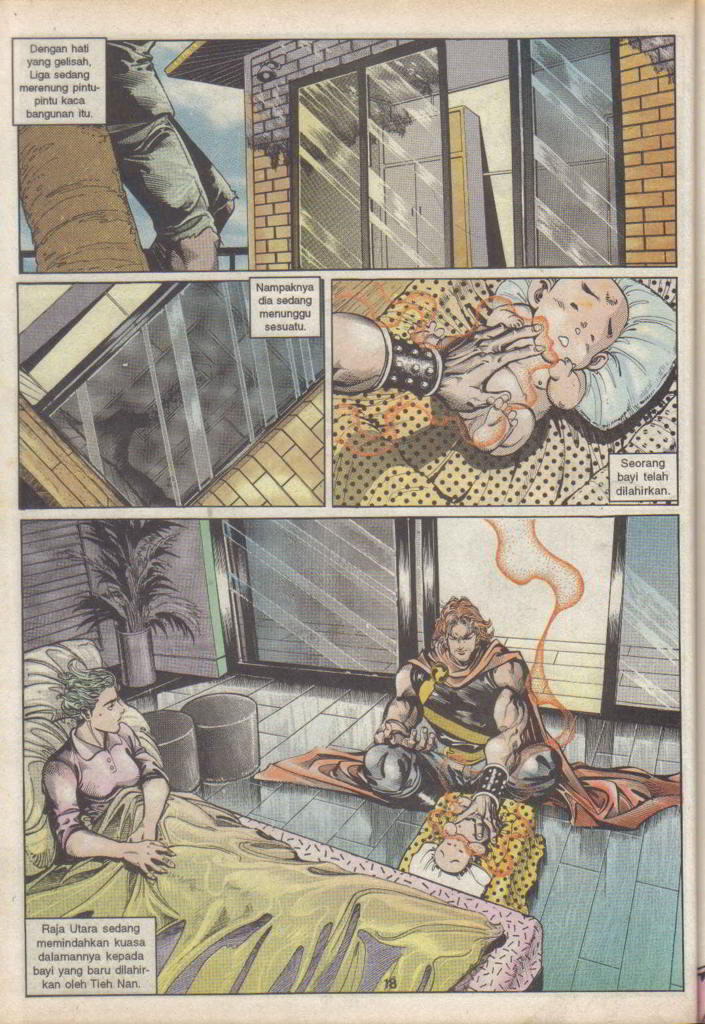 Dengan hati
yang gelisah,
Liga sedang
merenung pintu-
pintu kaca
bangunan itu.
Nampaknya
dia sedang
menunggu
sesuatu.
Seorang
bayi telah
dilahirkan.
Raja Utara sedang
memindahkan kuasa
dalamannya kepada
bayi yang baru dilahir-
kan oleh Tieh Nan.
18